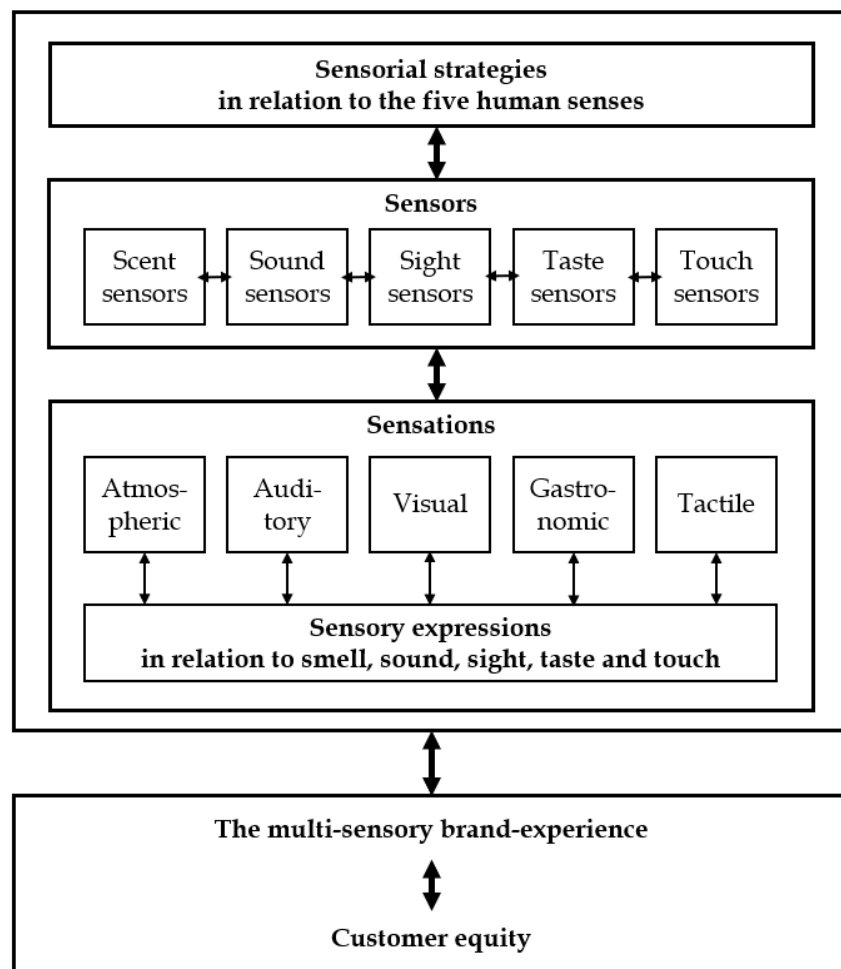 Sensorial strategies
in relation to the five human senses
Sensors
Scent
sensors
Sound
sensors
Sight
sensors
Taste
sensors
Touch
sensors
Sensations
Atmos-
pheric
Audi-
tory
Visual
Gastro-
nomic
Tactile
Sensory expressions
in relation to smell, sound, sight, taste and touch
The multi-sensory brand-experience
Customer equity